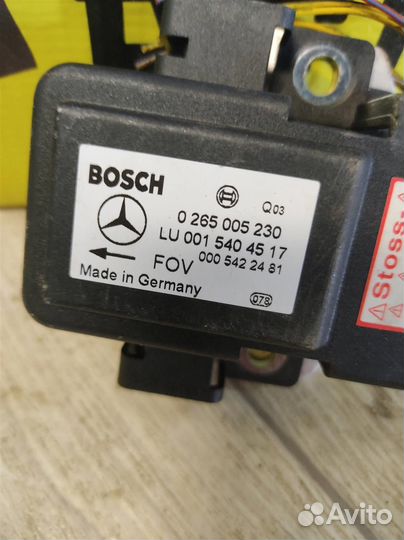 BOSCH
Q03
0 265 005 230
LU 001 540 45 17
FOV 000 542 24 81
Made in Germany
078
Stoss-
Avito